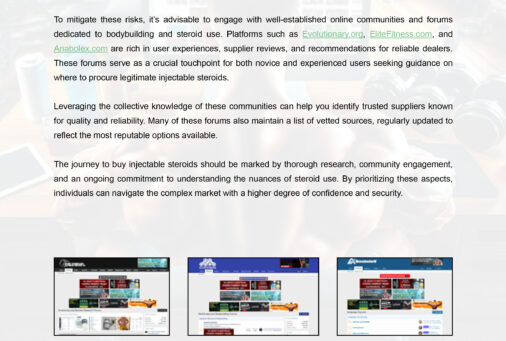 To mitigate these risks, it's advisable to engage with well-established online communities and forums
dedicated to bodybuilding and steroid use. Platforms such as Evolutionary.org, EliteFitness.com, and
Anabolex.com are rich in user experiences, supplier reviews, and recommendations for reliable dealers.
These forums serve as a crucial touchpoint for both novice and experienced users seeking guidance on
where to procure legitimate injectable steroids.
Leveraging the collective knowledge of these communities can help you identify trusted suppliers known
for quality and reliability. Many of these forums also maintain a list of vetted sources, regularly updated to
reflect the most reputable options available.
The journey to buy injectable steroids should be marked by thorough research, community engagement,
and an ongoing commitment to understanding the nuances of steroid use. By prioritizing these aspects,
individuals can navigate the complex market with a higher degree of confidence and security.